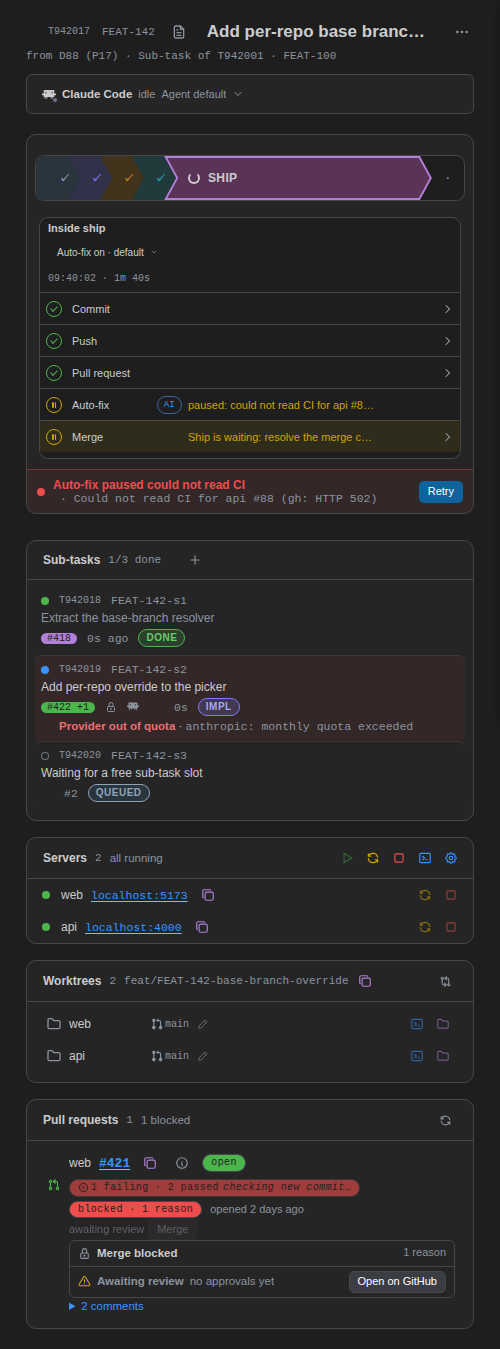 T942017 FEAT-142 Add per-repo base branc…
from D88 (P17) · Sub-task of T942001 · FEAT-100
Claude Code idle Agent default
SHIP
Inside ship
Auto-fix on · default
09:40:02 · 1m 40s
Commit
Push
Pull request
Auto-fix AI paused: could not read CI for api #8…
Merge Ship is waiting: resolve the merge c…
Auto-fix paused could not read CI
· Could not read CI for api #88 (gh: HTTP 502)
Retry
Sub-tasks 1/3 done
T942018 FEAT-142-s1
Extract the base-branch resolver
#418 0s ago DONE
T942019 FEAT-142-s2
Add per-repo override to the picker
#422 +1 0s IMPL
Provider out of quota · anthropic: monthly quota exceeded
T942020 FEAT-142-s3
Waiting for a free sub-task slot
#2 QUEUED
Servers 2 all running
web localhost:5173
api localhost:4000
Worktrees 2 feat/FEAT-142-base-branch-override
web main
api main
Pull requests 1 1 blocked
web #421 open
1 failing · 2 passed checking new commit…
blocked · 1 reason opened 2 days ago
awaiting review Merge
Merge blocked 1 reason
Awaiting review no approvals yet Open on GitHub
2 comments